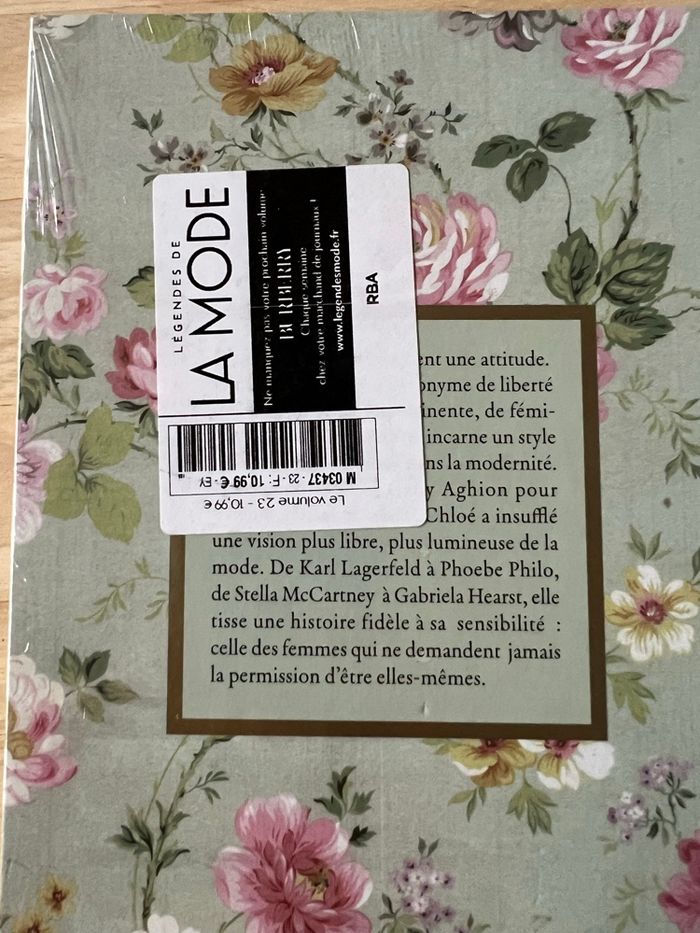 LÉGENDES DE
LA MODE
Ne manquez pas votre prochain volume
BURBERRY
Chaque semaine
chez votre marchand de journaux !
www.legendesmode.fr
RBA
M 03437 - 23 - F: 10,99 € - EY
Le volume 23 - 10,99 €
ent une attitude.
onyme de liberté
inente, de fémi-
incarne un style
ns la modernité.
y Aghion pour
Chloé a insufflé
une vision plus libre, plus lumineuse de la
mode. De Karl Lagerfeld à Phoebe Philo,
de Stella McCartney à Gabriela Hearst, elle
tisse une histoire fidèle à sa sensibilité :
celle des femmes qui ne demandent jamais
la permission d’être elles-mêmes.